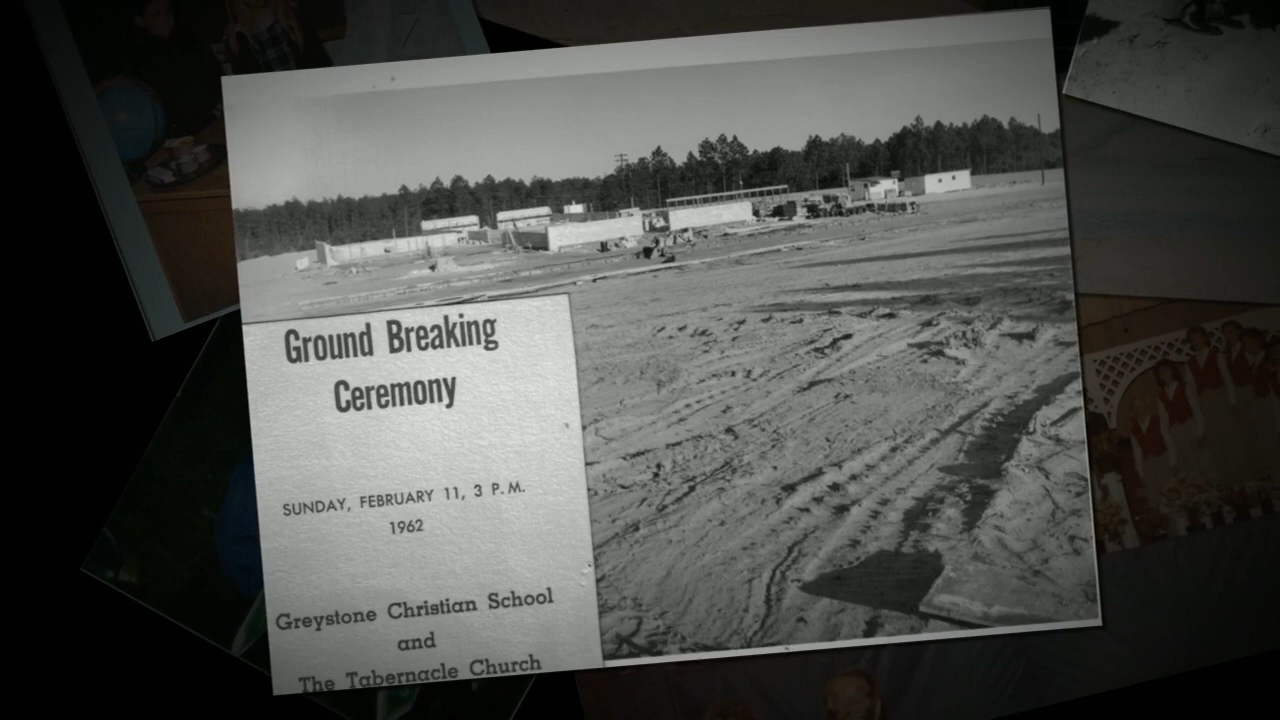 Ground Breaking
Ceremony
SUNDAY, FEBRUARY 11, 3 P.M.
1962
Greystone Christian School
and
The Tabernacle Church